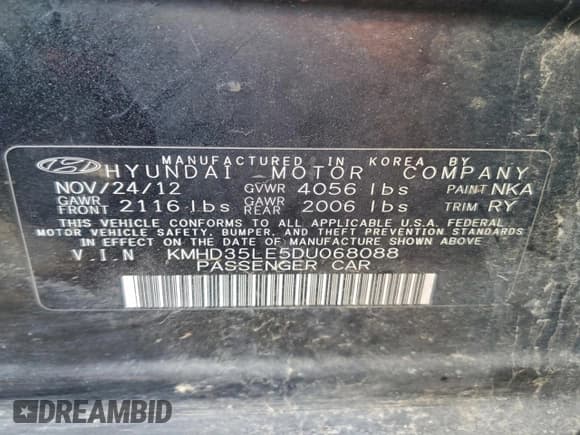 MANUFACTURED IN KOREA BY
HYUNDAI MOTOR COMPANY
NOV/24/12 GVWR 4056 lbs PAINT NKA
GAWR FRONT 2116 lbs GAWR REAR 2006 lbs TRIM RY
THIS VEHICLE CONFORMS TO ALL APPLICABLE U.S.A. FEDERAL
MOTOR VEHICLE SAFETY, BUMPER, AND THEFT PREVENTION STANDARDS
IN EFFECT ON THE DATE OF MANUFACTURE SHOWN ABOVE.
V.I.N KMHD35LE5DU068088
PASSENGER CAR
DREAMBID